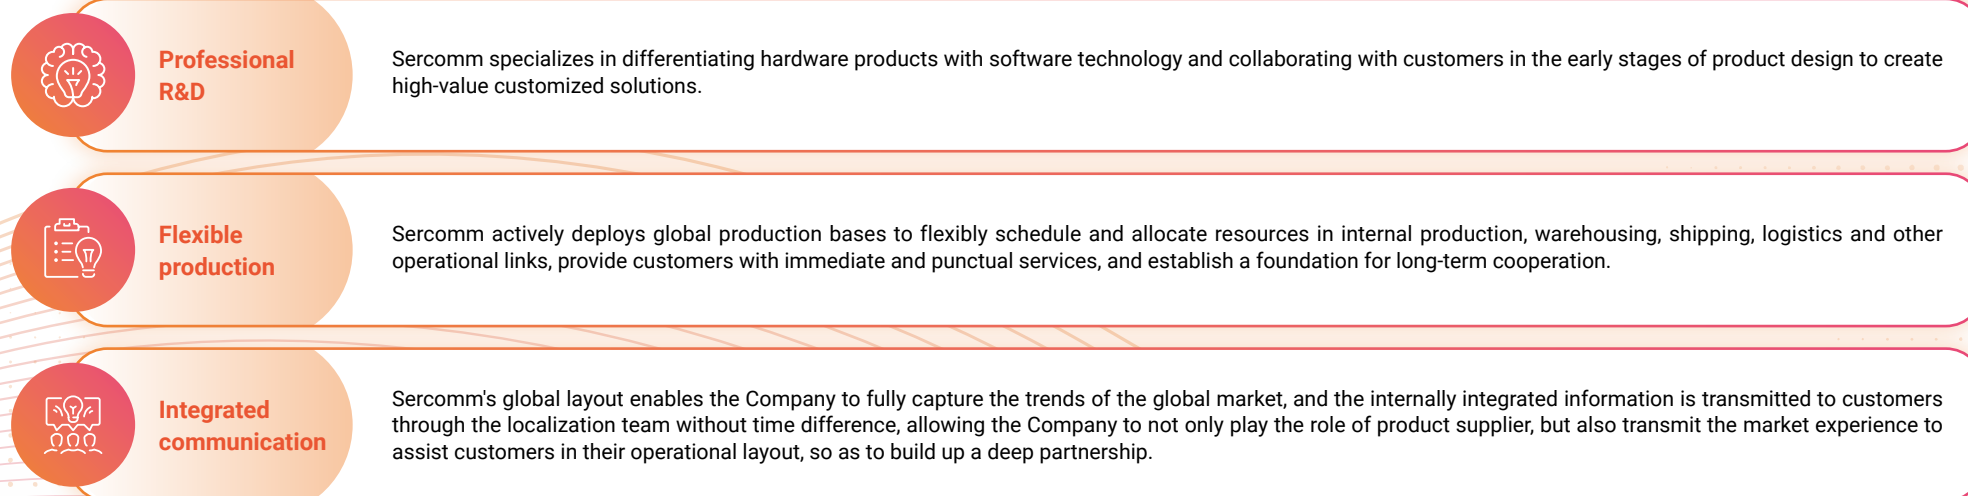 Professional
R&D
Sercomm specializes in differentiating hardware products with software technology and collaborating with customers in the early stages of product design to create
high-value customized solutions.
Flexible
production
Sercomm actively deploys global production bases to flexibly schedule and allocate resources in internal production, warehousing, shipping, logistics and other
operational links, provide customers with immediate and punctual services, and establish a foundation for long-term cooperation.
Integrated
communication
Sercomm's global layout enables the Company to fully capture the trends of the global market, and the internally integrated information is transmitted to customers
through the localization team without time difference, allowing the Company to not only play the role of product supplier, but also transmit the market experience to
assist customers in their operational layout, so as to build up a deep partnership.